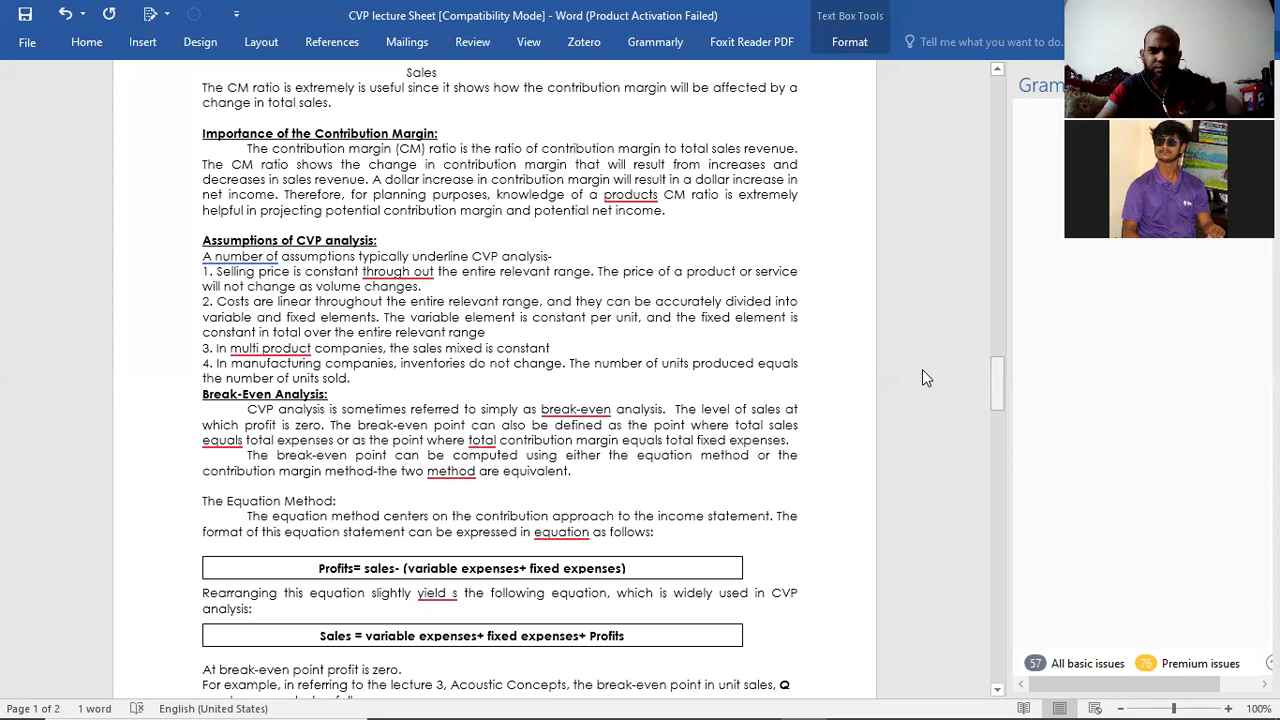 CVP lecture Sheet [Compatibility Mode] - Word (Product Activation Failed)
Text Box Tools
File Home Insert Design Layout References Mailings Review View Zotero Grammarly Foxit Reader PDF Format Tell me what you want to do.
Sales
The CM ratio is extremely is useful since it shows how the contribution margin will be affected by a
change in total sales.
Importance of the Contribution Margin:
The contribution margin (CM) ratio is the ratio of contribution margin to total sales revenue.
The CM ratio shows the change in contribution margin that will result from increases and
decreases in sales revenue. A dollar increase in contribution margin will result in a dollar increase in
net income. Therefore, for planning purposes, knowledge of a products CM ratio is extremely
helpful in projecting potential contribution margin and potential net income.
Assumptions of CVP analysis:
A number of assumptions typically underline CVP analysis-
1. Selling price is constant through out the entire relevant range. The price of a product or service
will not change as volume changes.
2. Costs are linear throughout the entire relevant range, and they can be accurately divided into
variable and fixed elements. The variable element is constant per unit, and the fixed element is
constant in total over the entire relevant range
3. In multi product companies, the sales mixed is constant
4. In manufacturing companies, inventories do not change. The number of units produced equals
the number of units sold.
Break-Even Analysis:
CVP analysis is sometimes referred to simply as break-even analysis. The level of sales at
which profit is zero. The break-even point can also be defined as the point where total sales
equals total expenses or as the point where total contribution margin equals total fixed expenses.
The break-even point can be computed using either the equation method or the
contribution margin method-the two method are equivalent.
The Equation Method:
The equation method centers on the contribution approach to the income statement. The
format of this equation statement can be expressed in equation as follows:
Profits= sales- (variable expenses+ fixed expenses)
Rearranging this equation slightly yield s the following equation, which is widely used in CVP
analysis:
Sales = variable expenses+ fixed expenses+ Profits
At break-even point profit is zero.
For example, in referring to the lecture 3, Acoustic Concepts, the break-even point in unit sales, Q
Gram
57 All basic issues 76 Premium issues
Page 1 of 2 1 word English (United States) 100%